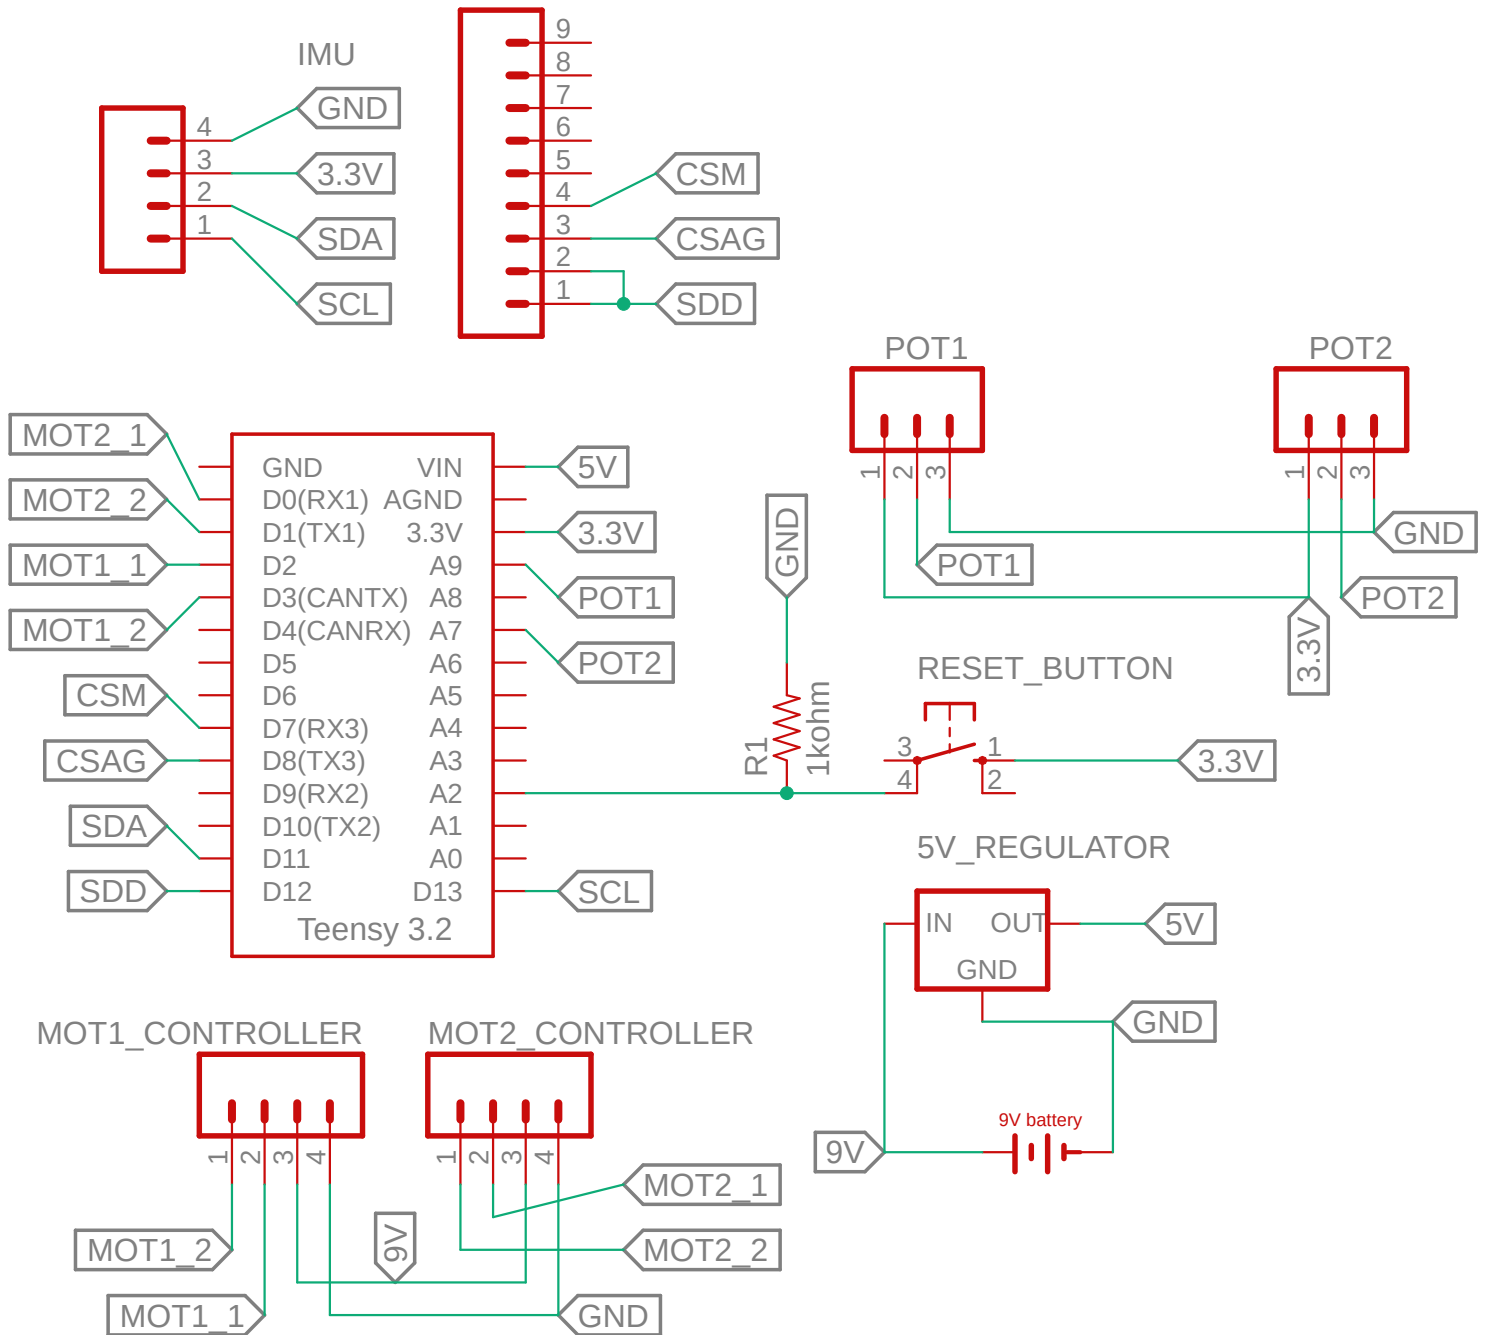 IMU
4
3
2
1
GND
3.3V
SDA
SCL
9
8
7
6
5
4
3
2
1
CSM
CSAG
SDD
POT1
1
2
3
POT1
POT2
1
2
3
GND
POT2
3.3V
MOT2_1
MOT2_2
MOT1_1
MOT1_2
CSM
CSAG
SDA
SDD
GND VIN
D0(RX1) AGND
D1(TX1) 3.3V
D2 A9
D3(CANTX) A8
D4(CANRX) A7
D5 A6
D6 A5
D7(RX3) A4
D8(TX3) A3
D9(RX2) A2
D10(TX2) A1
D11 A0
D12 D13
Teensy 3.2
5V
3.3V
POT1
POT2
SCL
GND
R1
1kohm
RESET_BUTTON
3
4
1
2
3.3V
5V_REGULATOR
IN OUT
GND
5V
GND
9V battery
9V
MOT1_CONTROLLER
1
2
3
4
MOT1_2
MOT1_1
MOT2_CONTROLLER
1
2
3
4
9V
MOT2_1
MOT2_2
GND